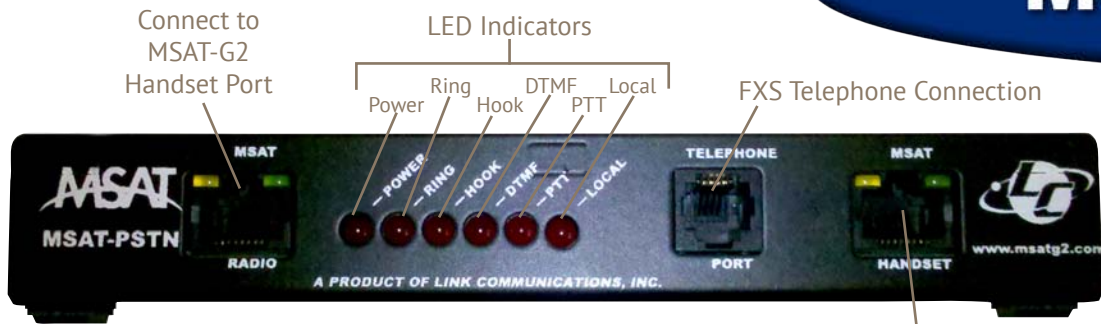 Connect to
MSAT-G2
Handset Port
LED Indicators
Power
Ring
Hook
DTMF
PTT
Local
FXS Telephone Connection
MSAT
MSAT-PSTN
MSAT
RADIO
POWER
RING
HOOK
DTMF
PTT
LOCAL
A PRODUCT OF LINK COMMUNICATIONS, INC.
TELEPHONE
PORT
MSAT
HANDSET
LC
www.msatg2.com